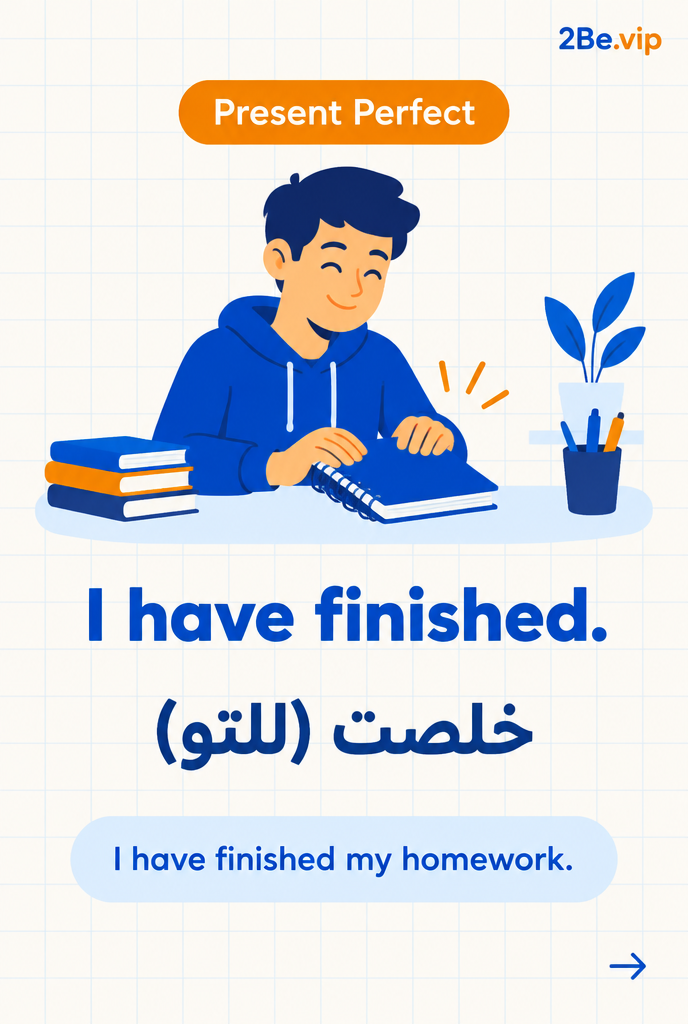 2Be.vip
Present Perfect
I have finished.
خلصت (للتو)
I have finished my homework.